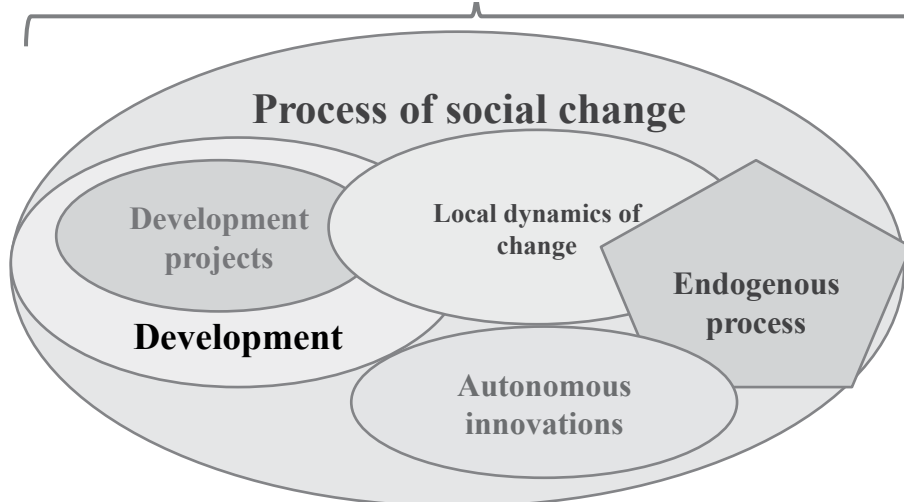 Process of social change
Development
projects
Local dynamics of
change
Endogenous
process
Development
Autonomous
innovations